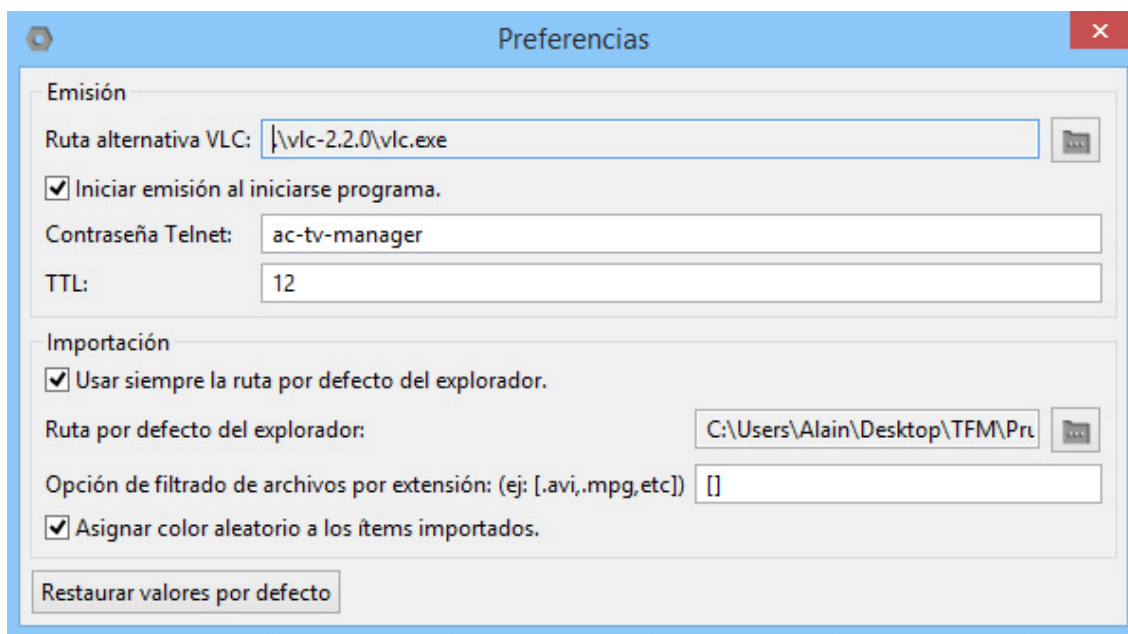 Preferencias
Emisión
Ruta alternativa VLC: .\vlc-2.2.0\vlc.exe
Iniciar emisión al iniciarse programa.
Contraseña Telnet: ac-tv-manager
TTL: 12
Importación
Usar siempre la ruta por defecto del explorador.
Ruta por defecto del explorador: C:\Users\Alain\Desktop\TFM\Pru
Opción de filtrado de archivos por extensión: (ej: [.avi,.mpg,etc]) []
Asignar color aleatorio a los ítems importados.
Restaurar valores por defecto